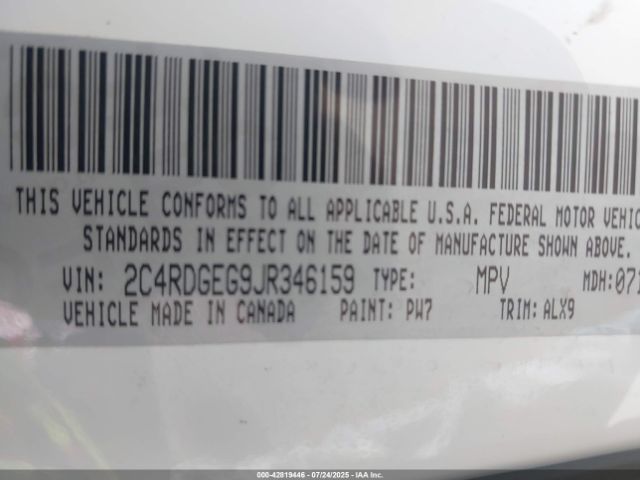 THIS VEHICLE CONFORMS TO ALL APPLICABLE U.S.A. FEDERAL MOTOR VEHIC
STANDARDS IN EFFECT ON THE DATE OF MANUFACTURE SHOWN ABOVE.
VIN: 2C4RDGEG9JR346159 TYPE: MPV MDH:071
VEHICLE MADE IN CANADA PAINT: PW7 TRIM: ALX9
000-42819446 - 07/24/2025 - IAA Inc.